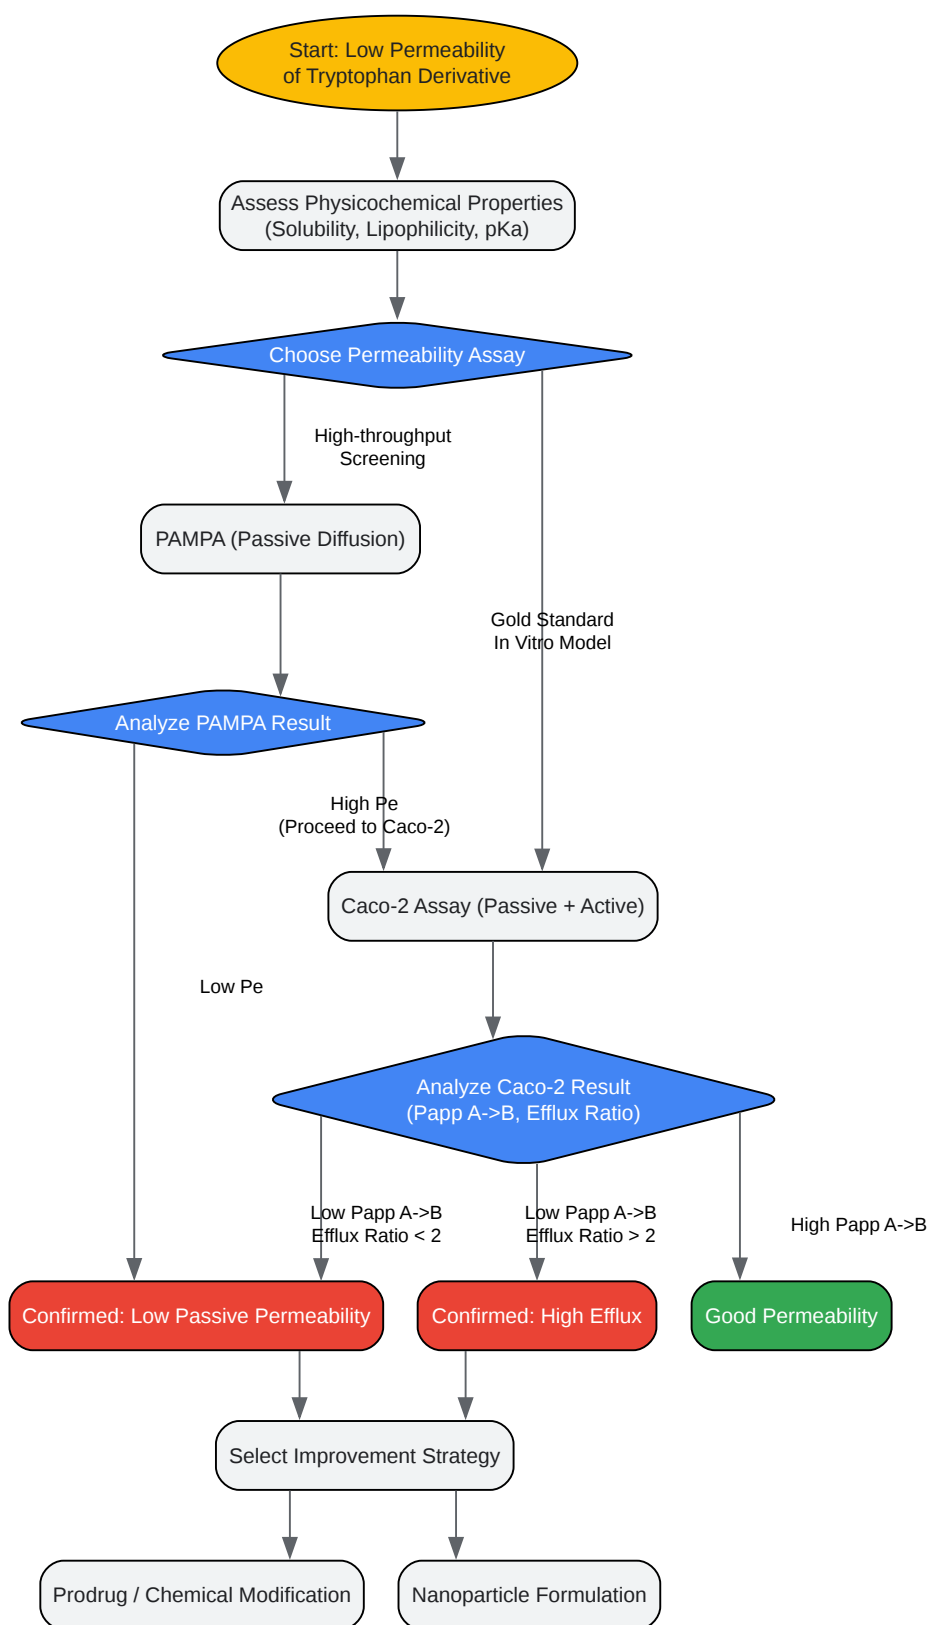 Start: Low Permeability
of Tryptophan Derivative
Assess Physicochemical Properties
(Solubility, Lipophilicity, pKa)
Choose Permeability Assay
High-throughput
Screening
PAMPA (Passive Diffusion)
Gold Standard
In Vitro Model
Analyze PAMPA Result
High Pe
(Proceed to Caco-2)
Caco-2 Assay (Passive + Active)
Low Pe
Analyze Caco-2 Result
(Papp A->B, Efflux Ratio)
Low Papp A->B
Efflux Ratio < 2
Low Papp A->B
Efflux Ratio > 2
High Papp A->B
Confirmed: Low Passive Permeability
Confirmed: High Efflux
Good Permeability
Select Improvement Strategy
Prodrug / Chemical Modification
Nanoparticle Formulation